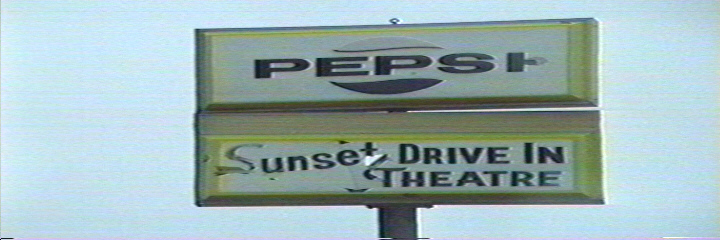 PEPSI
Sunset DRIVE IN
THEATRE